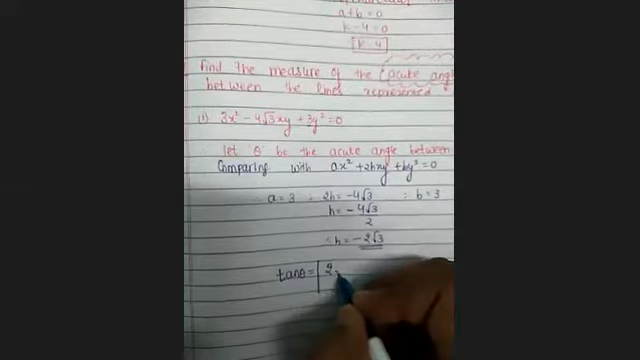 a+b=0
k-4=0
k=4
find the measure of the (acute ang
between the lines represented
(i) 3x² - 4√3xy + 3y² = 0
let θ be the acute angle between
Comparing with ax² + 2hxy + by² = 0
a = 3 ; 2h = -4√3 ; b = 3
h = -4√3
2
∴ h = -2√3
tanθ = | 2